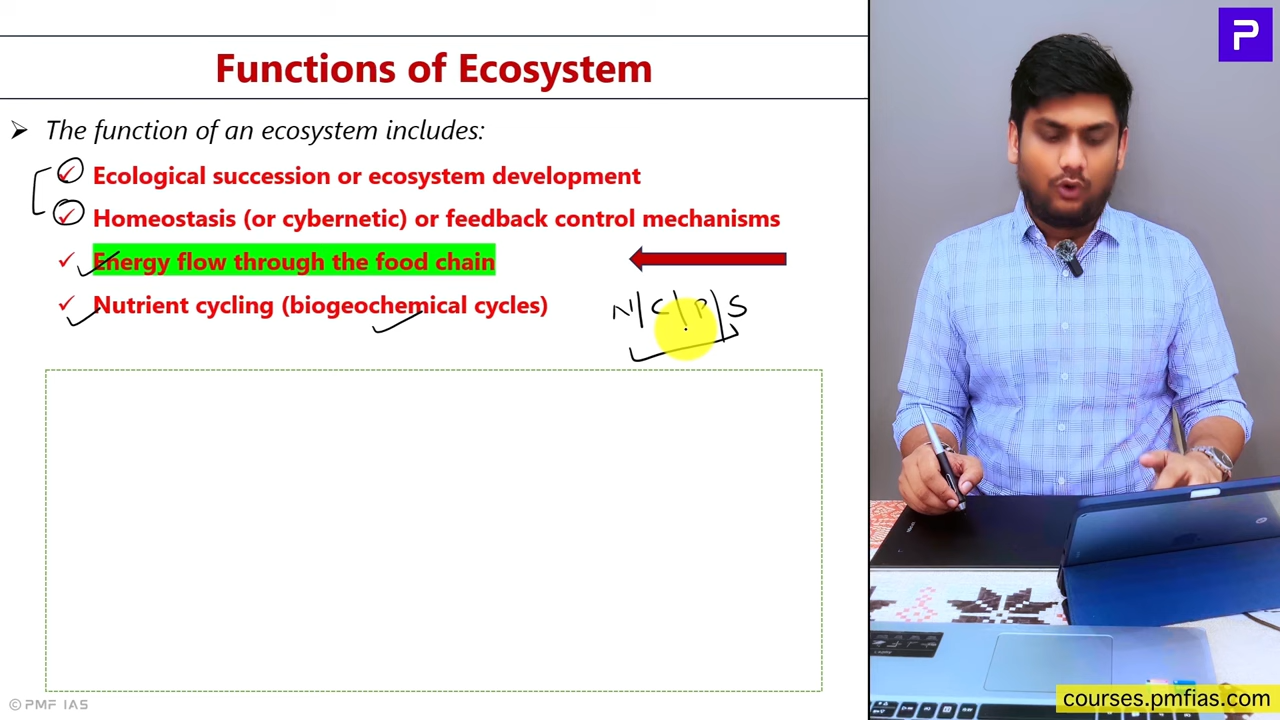 P
Functions of Ecosystem
➤ The function of an ecosystem includes:
✓ Ecological succession or ecosystem development
✓ Homeostasis (or cybernetic) or feedback control mechanisms
✓ Energy flow through the food chain
✓ Nutrient cycling (biogeochemical cycles)
N|C|P|S
© PMF IAS
courses.pmfias.com